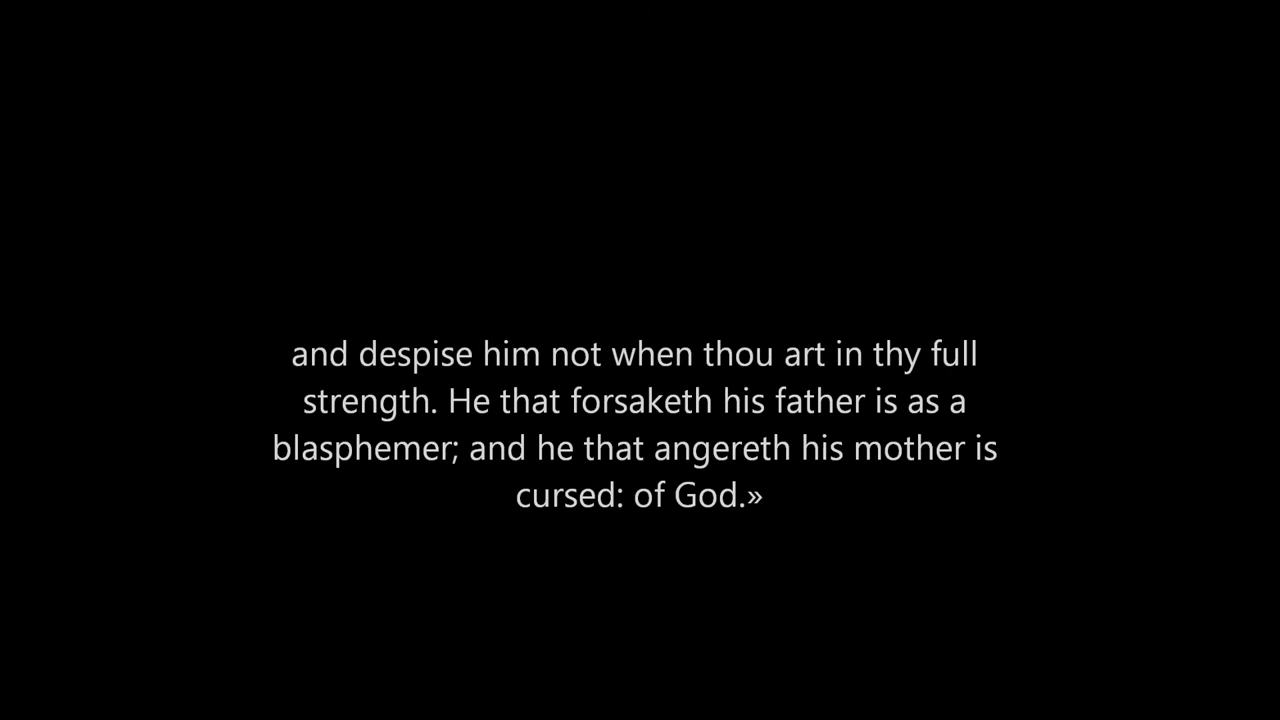 and despise him not when thou art in thy full
strength. He that forsaketh his father is as a
blasphemer; and he that angereth his mother is
cursed: of God.»